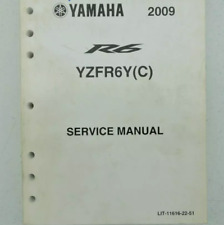 YAMAHA 2009
R6
YZFR6Y(C)
SERVICE MANUAL
LIT-11616-22-51